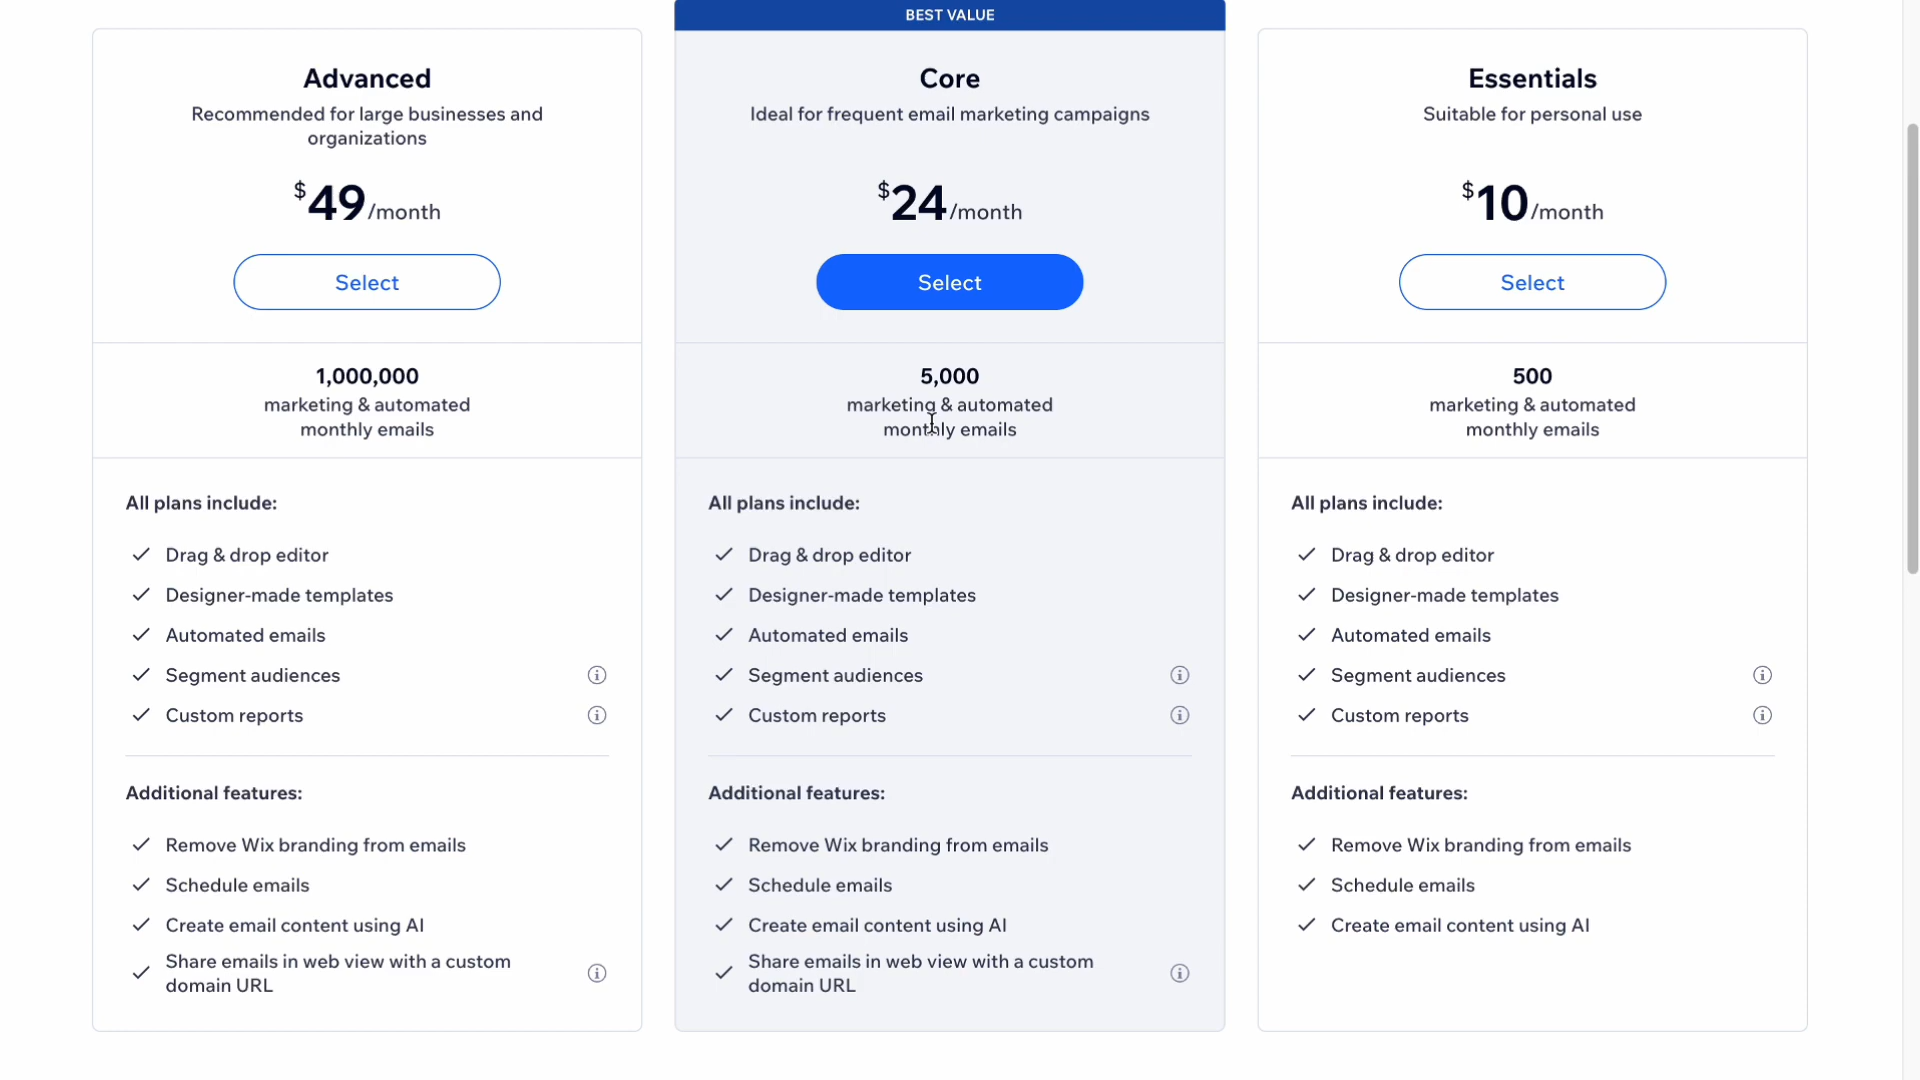 BEST VALUE
Advanced
Recommended for large businesses and
organizations
$49/month
Select
1,000,000
marketing & automated
monthly emails
All plans include:
Drag & drop editor
Designer-made templates
Automated emails
Segment audiences
Custom reports
Additional features:
Remove Wix branding from emails
Schedule emails
Create email content using AI
Share emails in web view with a custom
domain URL
Core
Ideal for frequent email marketing campaigns
$24/month
Select
5,000
marketing & automated
monthly emails
All plans include:
Drag & drop editor
Designer-made templates
Automated emails
Segment audiences
Custom reports
Additional features:
Remove Wix branding from emails
Schedule emails
Create email content using AI
Share emails in web view with a custom
domain URL
Essentials
Suitable for personal use
$10/month
Select
500
marketing & automated
monthly emails
All plans include:
Drag & drop editor
Designer-made templates
Automated emails
Segment audiences
Custom reports
Additional features:
Remove Wix branding from emails
Schedule emails
Create email content using AI